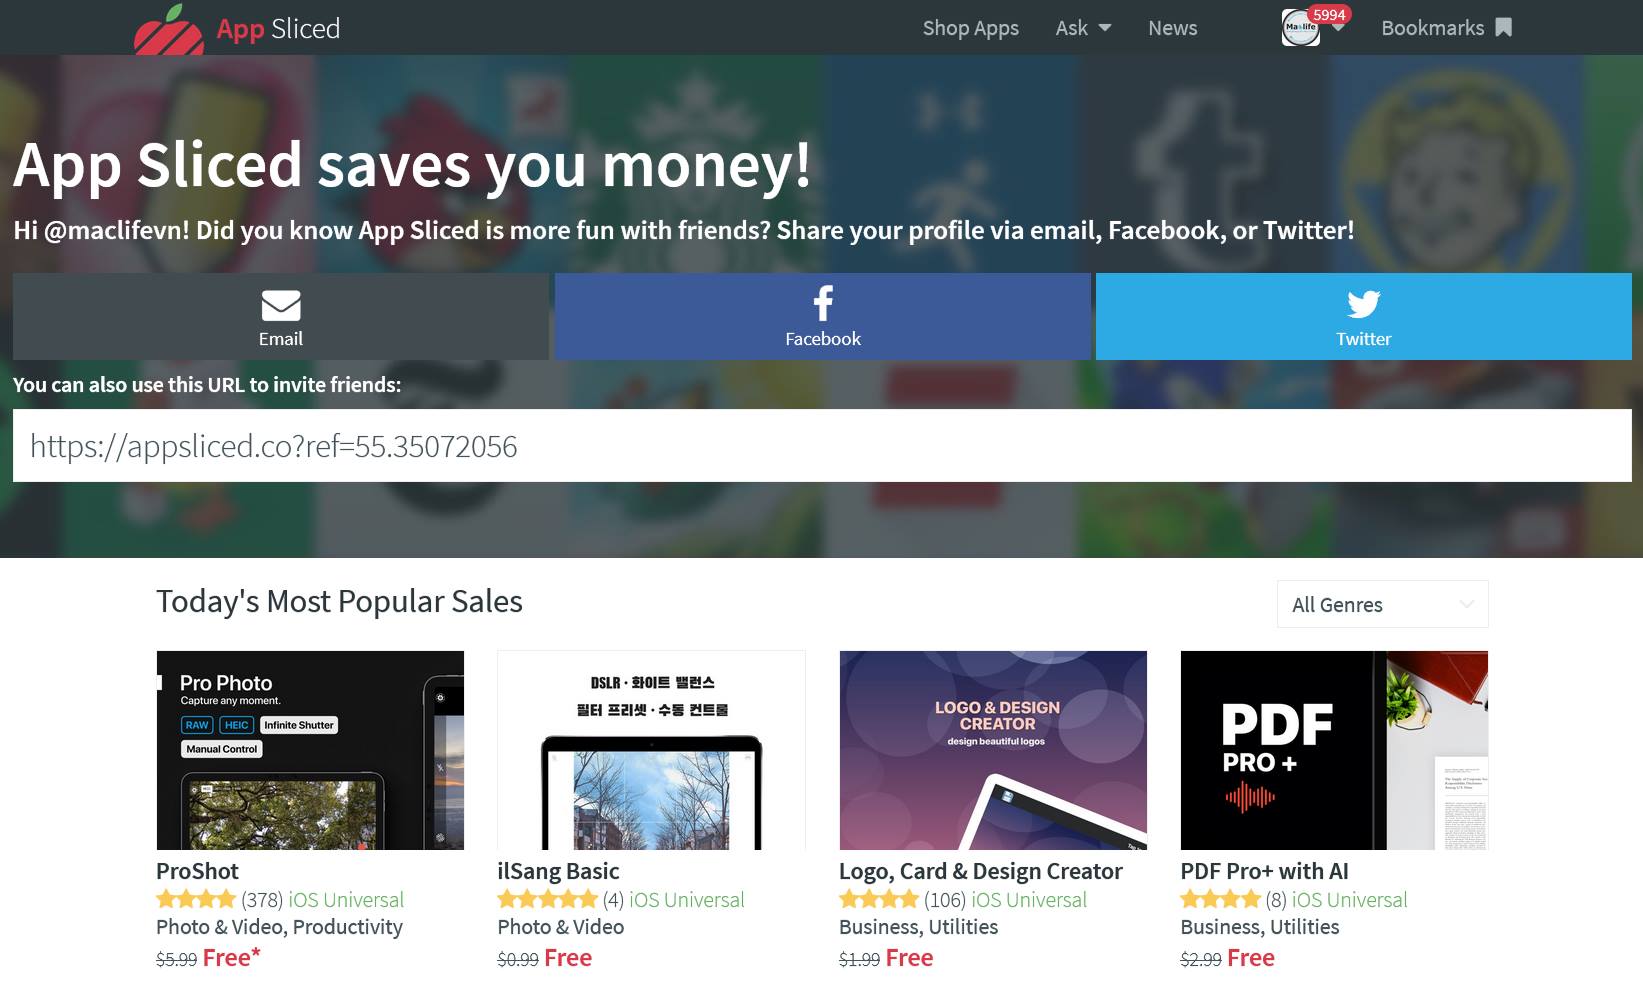 App Sliced
Shop Apps
Ask
News
5994
Bookmarks
App Sliced saves you money!
Hi @maclifevn! Did you know App Sliced is more fun with friends? Share your profile via email, Facebook, or Twitter!
Email
Facebook
Twitter
You can also use this URL to invite friends:
https://appsliced.co?ref=55.35072056
Today's Most Popular Sales
All Genres
Pro Photo
Capture any moment.
RAW HEIC Infinite Shutter
Manual Control
DSLR · 화이트 밸런스
필터 프리셋 · 수동 컨트롤
LOGO & DESIGN
CREATOR
design beautiful logos
PDF
PRO +
ProShot
(378) iOS Universal
Photo & Video, Productivity
$5.99 Free*
ilSang Basic
(4) iOS Universal
Photo & Video
$0.99 Free
Logo, Card & Design Creator
(106) iOS Universal
Business, Utilities
$1.99 Free
PDF Pro+ with AI
(8) iOS Universal
Business, Utilities
$2.99 Free